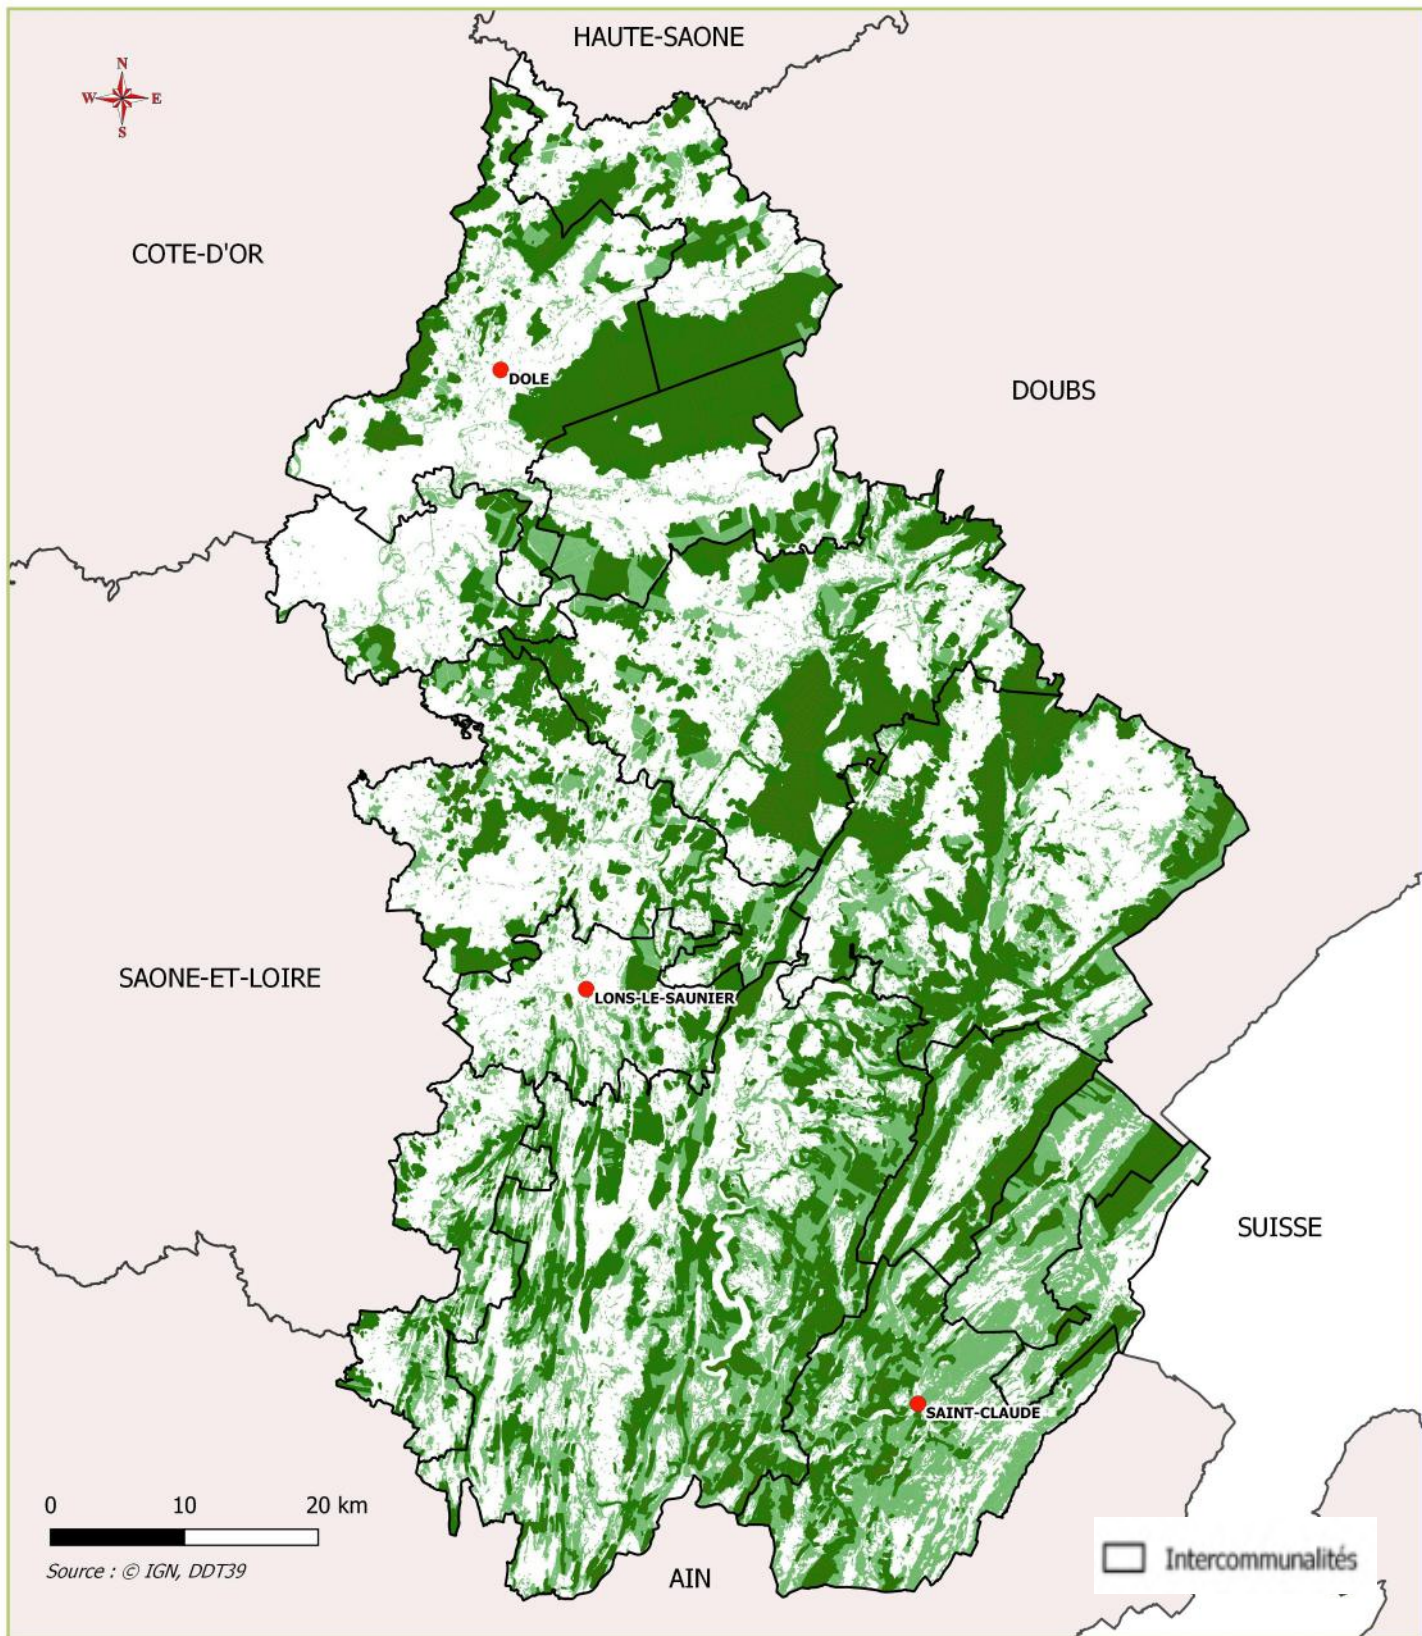 HAUTE-SAONE
N
W E
S
COTE-D'OR
DOLE
DOUBS
SAONE-ET-LOIRE
LONS-LE-SAUNIER
SUISSE
SAINT-CLAUDE
0 10 20 km
Source : © IGN, DDT39
AIN
Intercommunalités